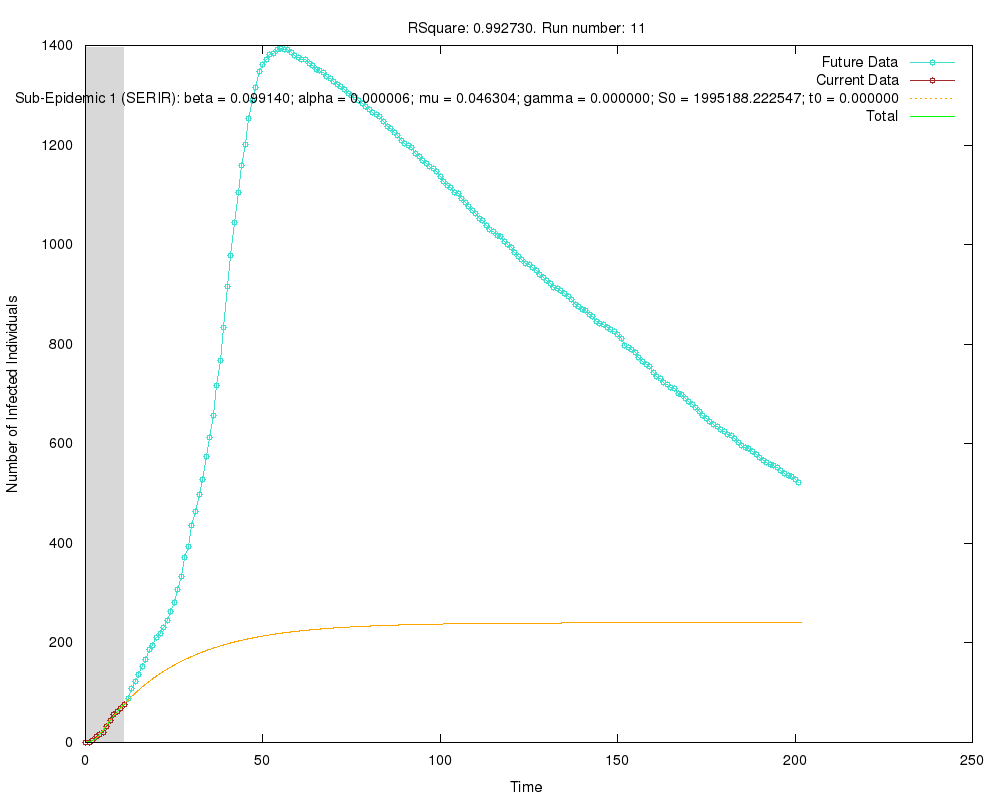 RSquare: 0.992730. Run number: 11
Future Data
Current Data
Sub-Epidemic 1 (SERIR): beta = 0.099140; alpha = 0.000006; mu = 0.046304; gamma = 0.000000; S0 = 1995188.222547; t0 = 0.000000
Total
1400
1200
1000
800
600
400
200
0
Number of Infected Individuals
0 50 100 150 200 250
Time